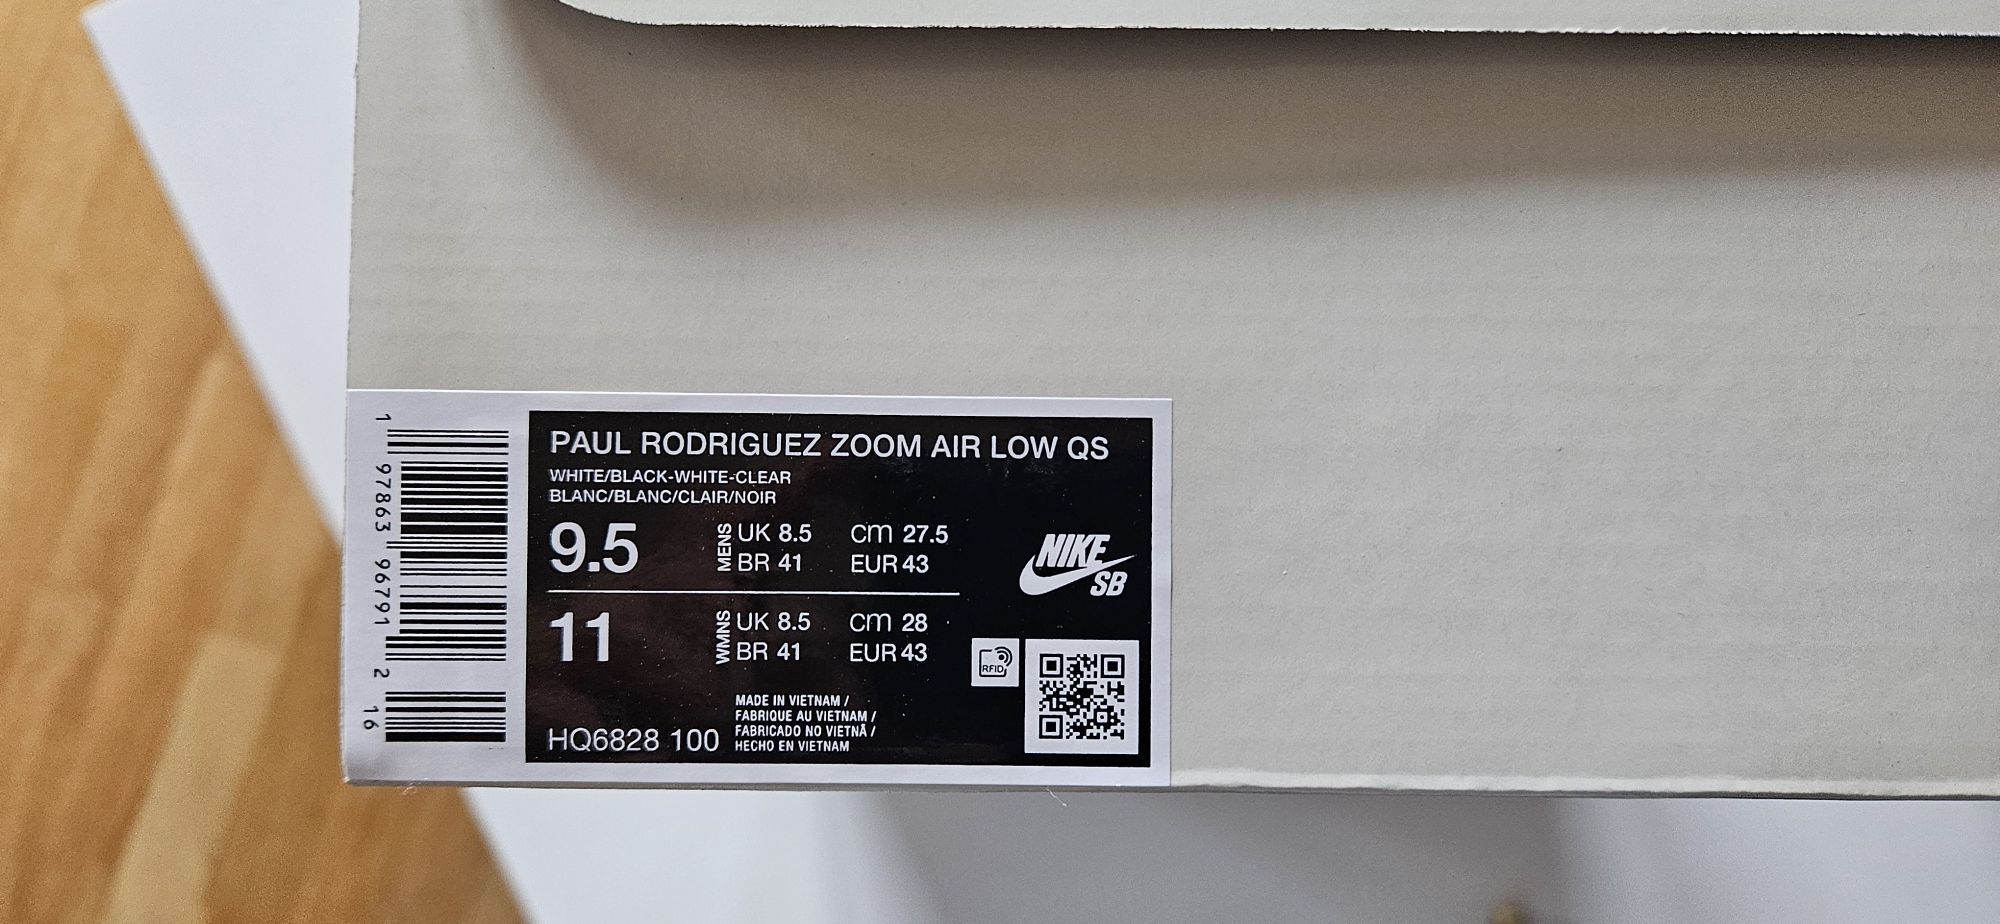 1 97863 96791 2 16
PAUL RODRIGUEZ ZOOM AIR LOW QS
WHITE/BLACK-WHITE-CLEAR
BLANC/BLANC/CLAIR/NOIR
9.5 MENS UK 8.5 cm 27.5
BR 41 EUR 43
11 WMNS UK 8.5 cm 28
BR 41 EUR 43
NIKE
SB
RFID
MADE IN VIETNAM /
FABRIQUE AU VIETNAM /
FABRICADO NO VIETNÃ /
HECHO EN VIETNAM
HQ6828 100